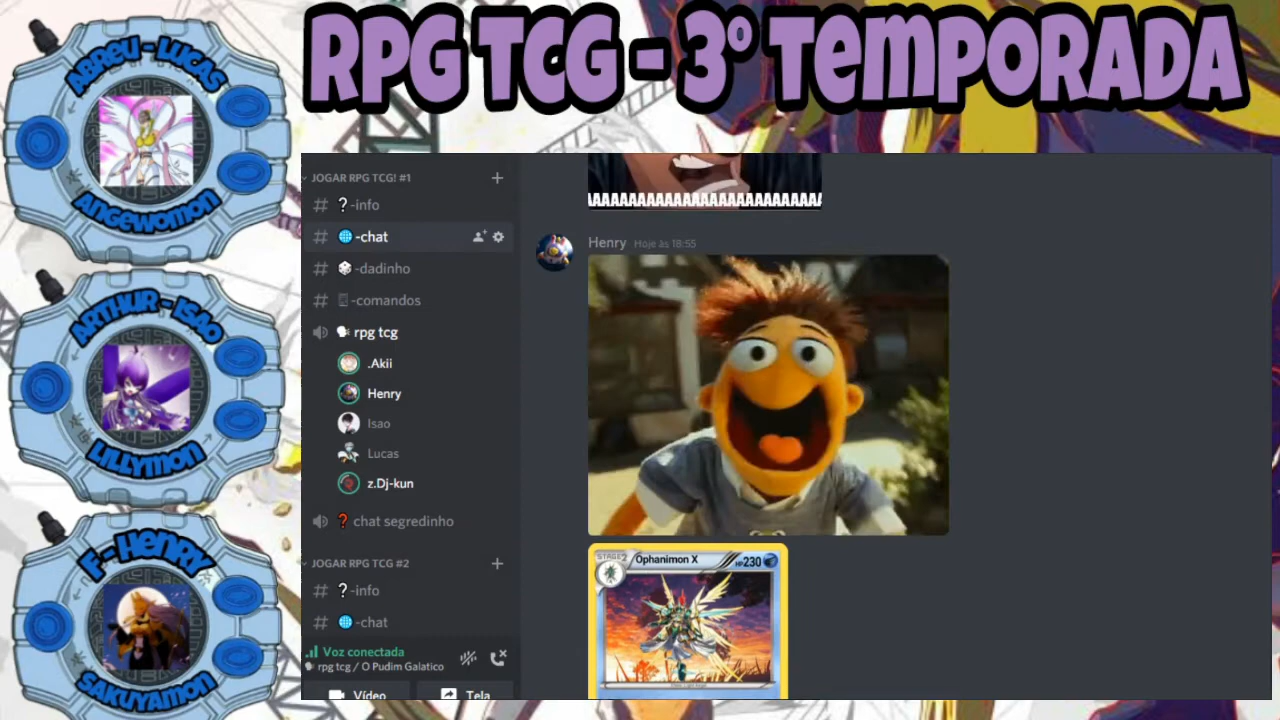 RPG TCG - 3° TEMPORADA
ABREU - LUCAS
ANGEWOMON
ARTHUR - ISAO
LILLYMON
F - HENRY
SAKUYAMON
JOGAR RPG TCG! #1
?-info
-chat
-dadinho
-comandos
rpg tcg
.Akii
Henry
Isao
Lucas
z.Dj-kun
? chat segredinho
JOGAR RPG TCG #2
?-info
-chat
Voz conectada
rpg tcg / O Pudim Galatico
Vídeo
Tela
AAAAAAAAAAAAAAAAAAAAAAA
Henry Hoje às 18:55
STAGE 2 Ophanimon X HP230